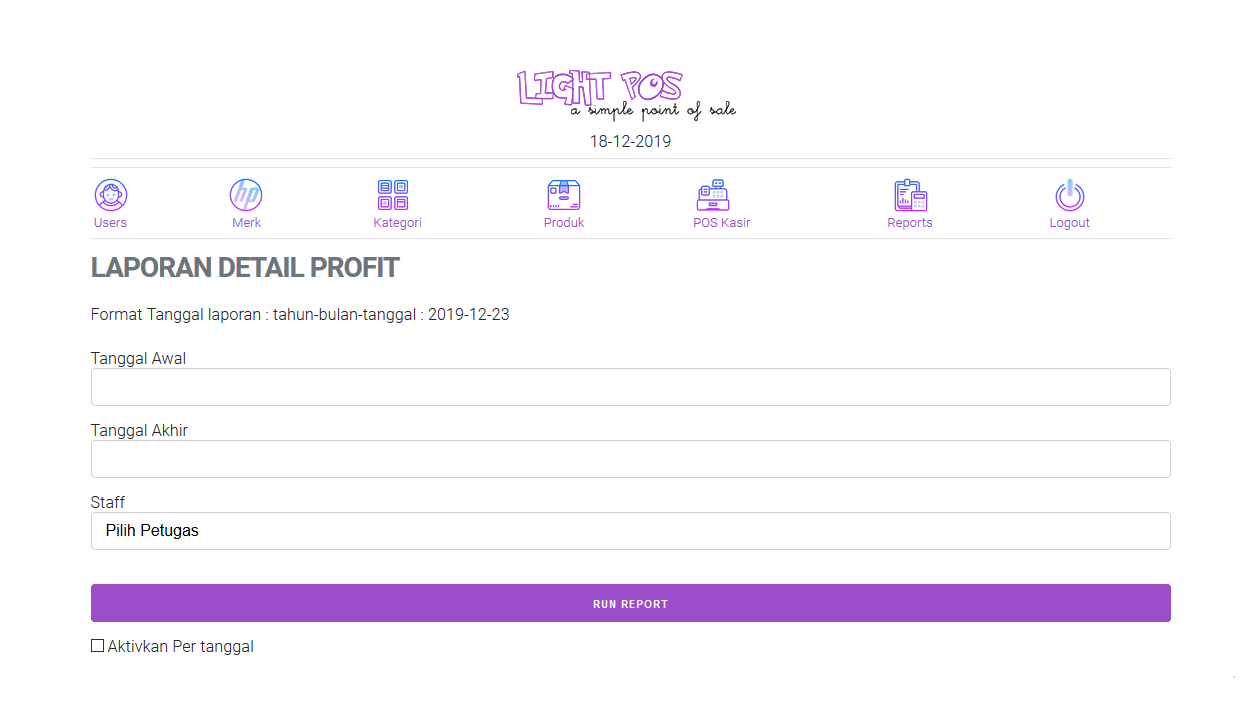 LIGHT POS
a simple point of sale
18-12-2019
Users Merk Kategori Produk POS Kasir Reports Logout
LAPORAN DETAIL PROFIT
Format Tanggal laporan : tahun-bulan-tanggal : 2019-12-23
Tanggal Awal
Tanggal Akhir
Staff
Pilih Petugas
RUN REPORT
Aktivkan Per tanggal